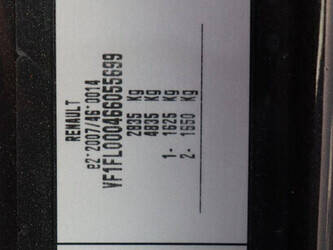 RENAULT
e2*2007/46*0014
VF1FL000466055699
2835 Kg
4835 Kg
1- 1625 Kg
2- 1650 Kg